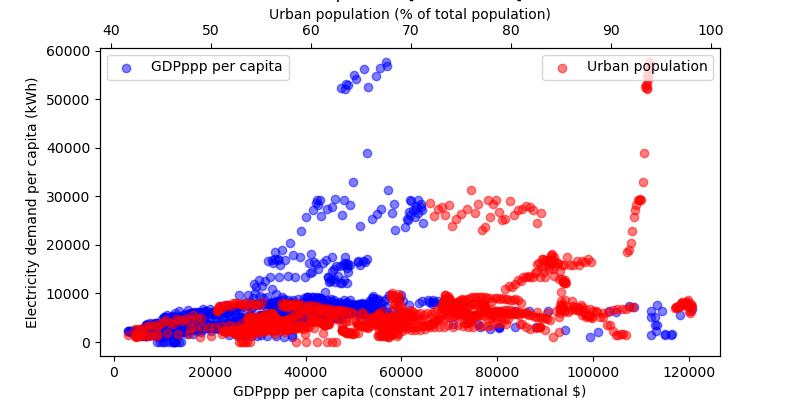 Urban population (% of total population)
40 50 60 70 80 90 100
GDPppp per capita
Urban population
Electricity demand per capita (kWh)
60000
50000
40000
30000
20000
10000
0
0 20000 40000 60000 80000 100000 120000
GDPppp per capita (constant 2017 international $)